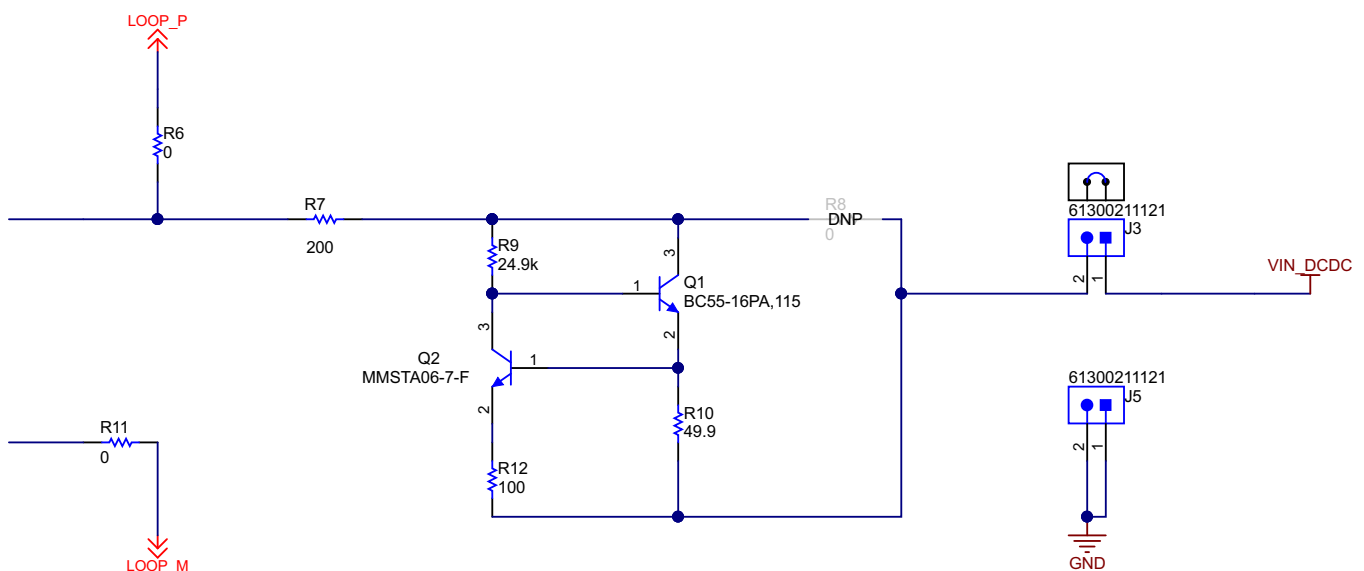 LOOP_P
R6
0
R7
200
R8
DNP
0
R9
24.9k
3
1
Q1
BC55-16PA,115
2
3
Q2
MMSTA06-7-F
1
2
R10
49.9
R12
100
R11
0
LOOP_M
61300211121
J3
2
1
VIN_DCDC
61300211121
J5
2
1
GND